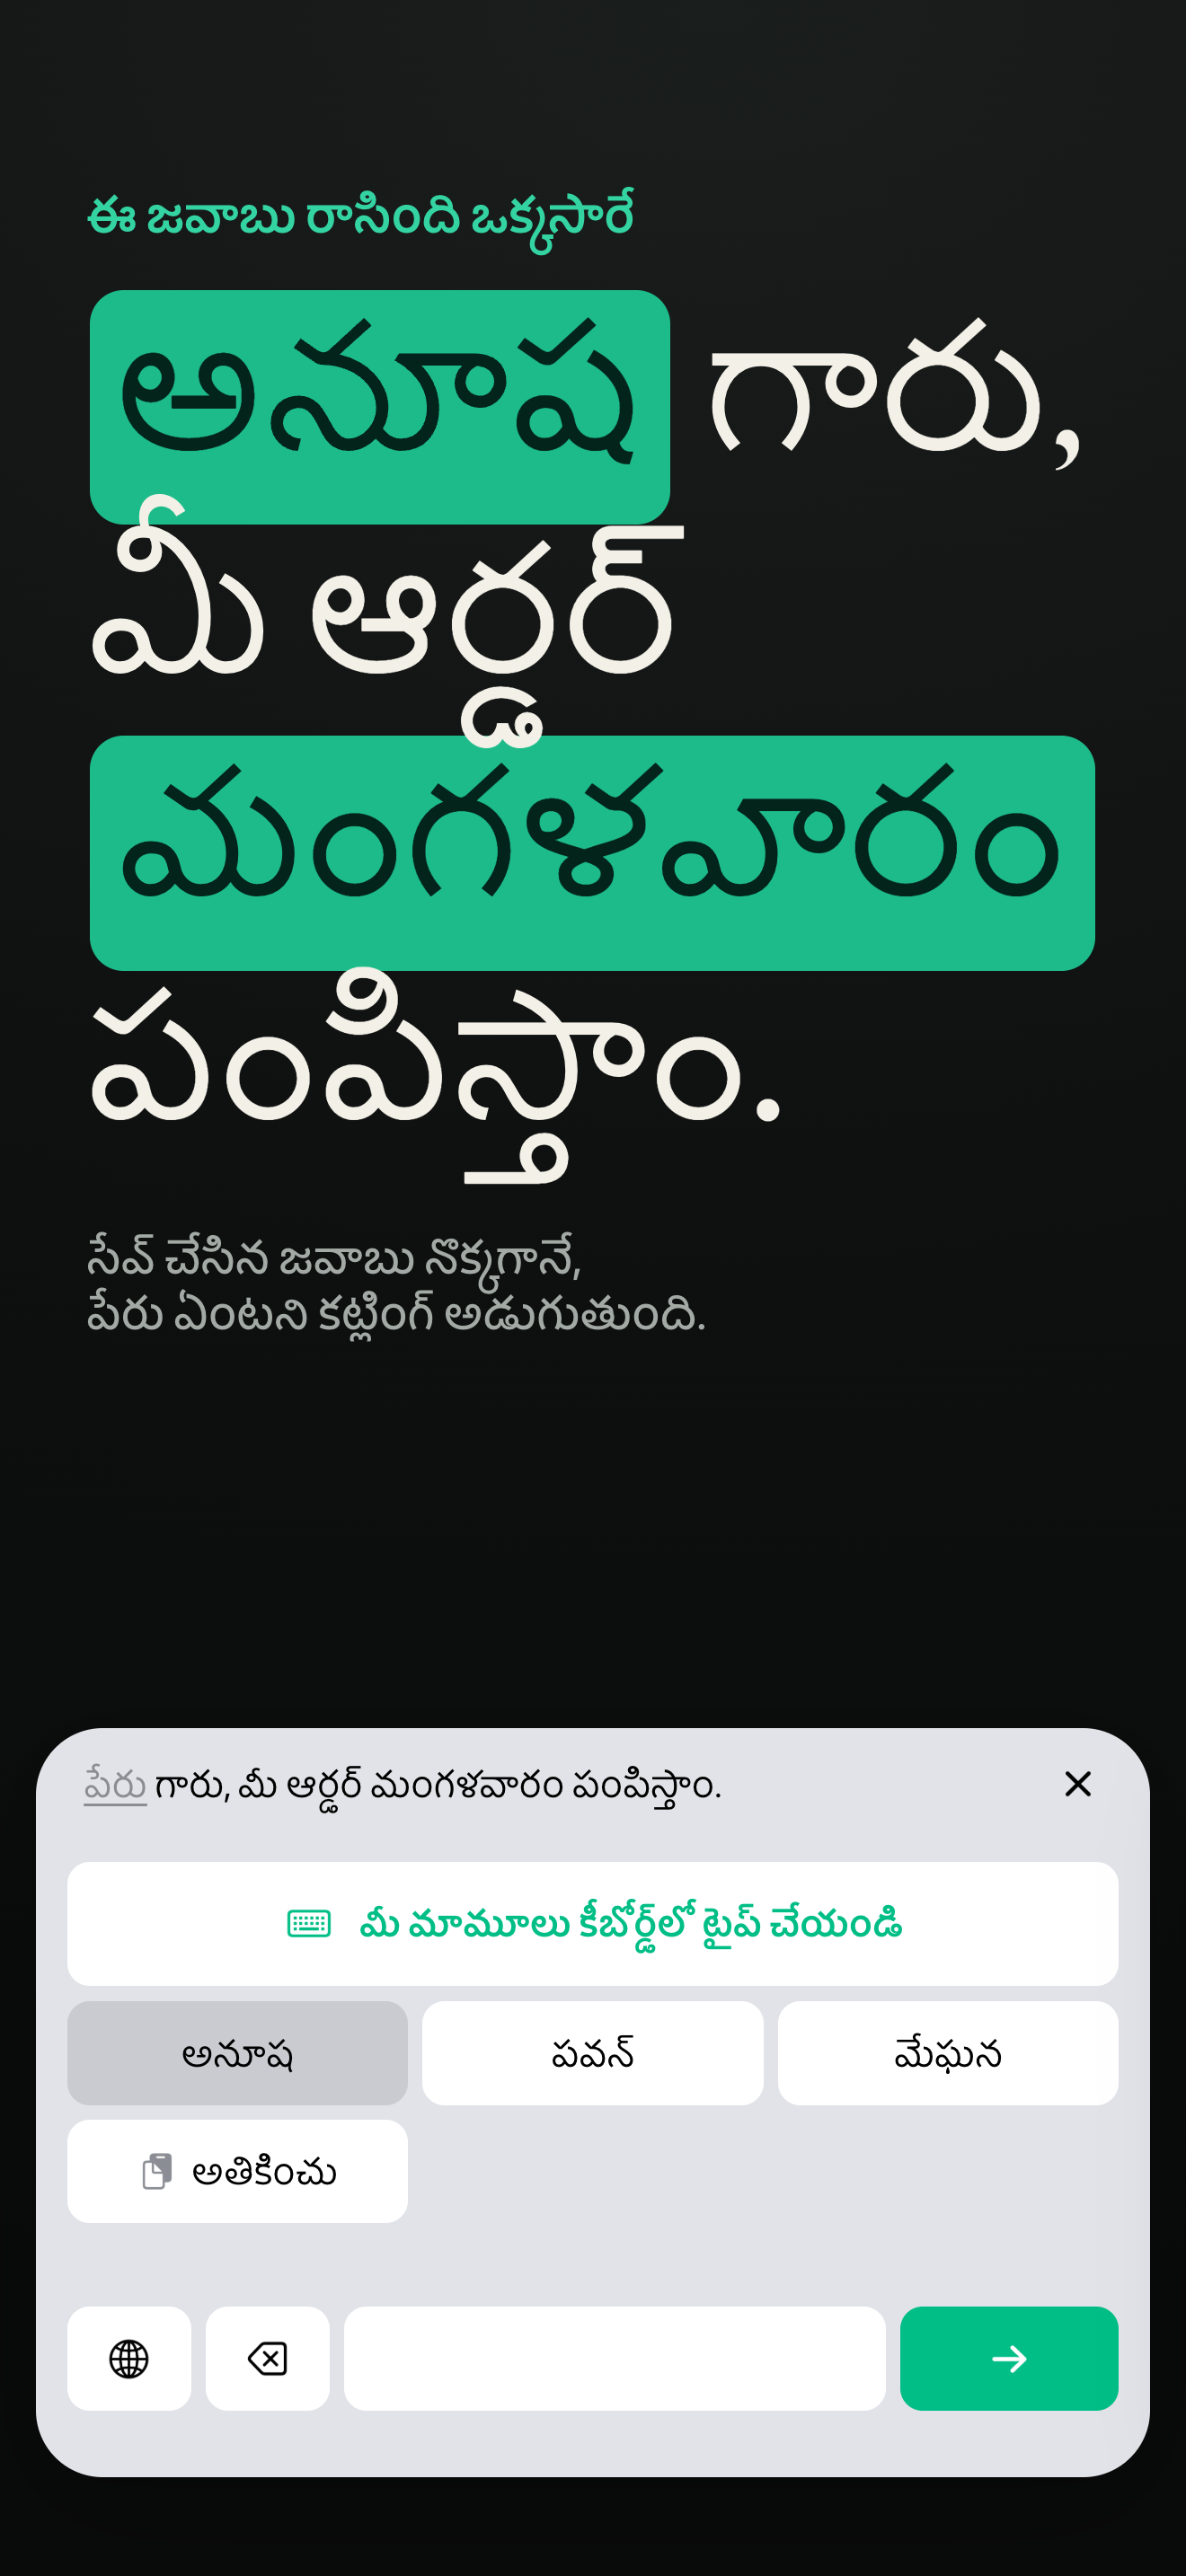 ఈ జవాబు రాసింది ఒక్కసారే
అనూష గారు,
మీ ఆర్డర్
మంగళవారం
పంపిస్తాం.
సేవ్ చేసిన జవాబు నొక్కగానే,
పేరు ఏంటని కట్లింగ్ అడుగుతుంది.
పేరు గారు, మీ ఆర్డర్ మంగళవారం పంపిస్తాం.
మీ మామూలు కీబోర్డ్‌లో టైప్ చేయండి
అనూష
పవన్
మేఘన
అతికించు